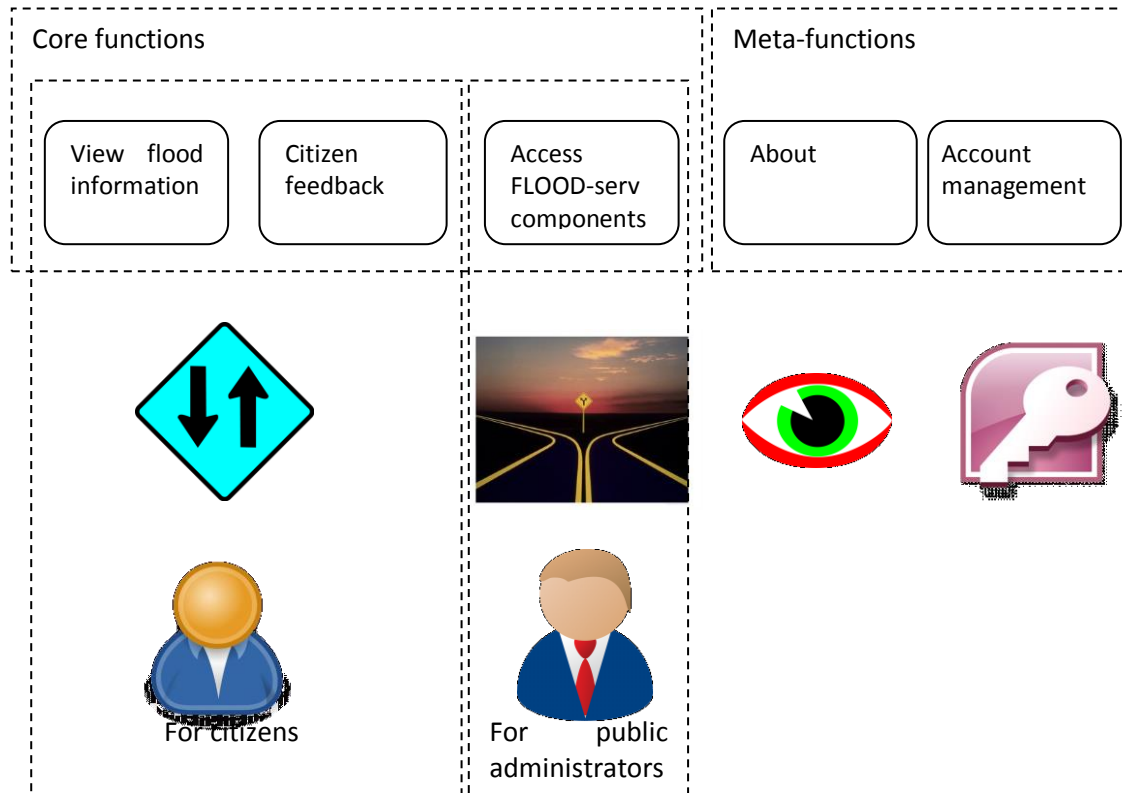 Core functions
Meta-functions
View flood
information
Citizen
feedback
Access
FLOOD-serv
components
About
Account
management
For citizens
For public
administrators